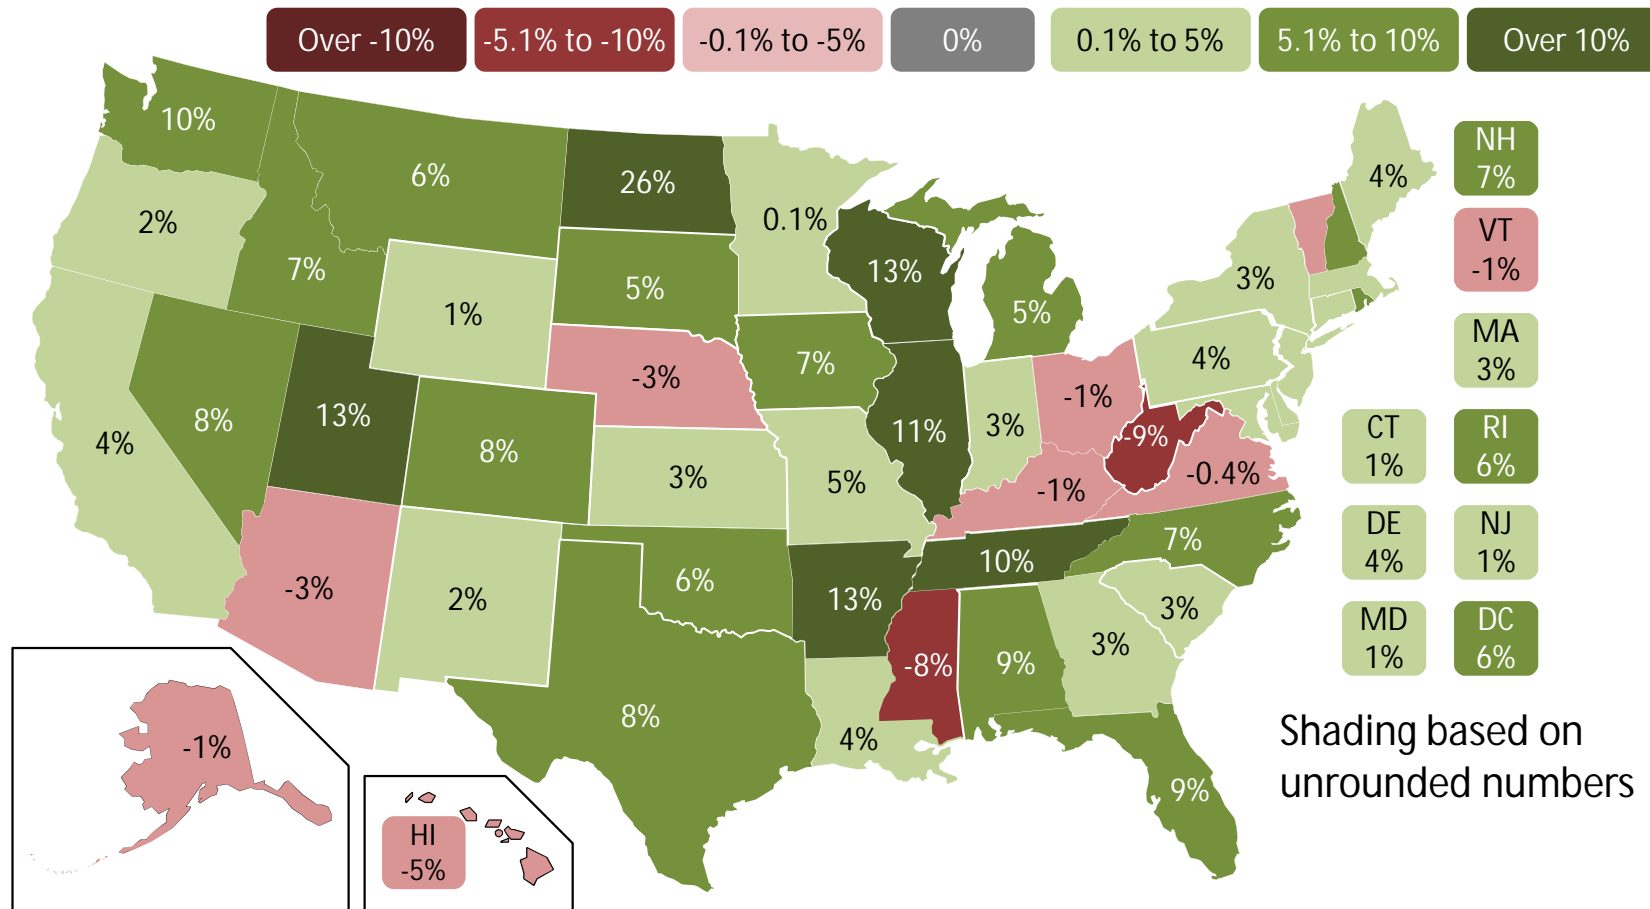 Over -10%
-5.1% to -10%
-0.1% to -5%
0%
0.1% to 5%
5.1% to 10%
Over 10%
10%
6%
26%
0.1%
4%
NH
7%
2%
7%
5%
13%
5%
3%
VT
-1%
1%
-3%
7%
4%
MA
3%
4%
8%
13%
8%
3%
5%
11%
3%
-1%
-9%
-0.4%
-1%
CT
1%
RI
6%
-3%
2%
6%
13%
10%
7%
DE
4%
NJ
1%
3%
3%
9%
-8%
MD
1%
DC
6%
8%
4%
9%
-1%
HI
-5%
Shading based on
unrounded numbers